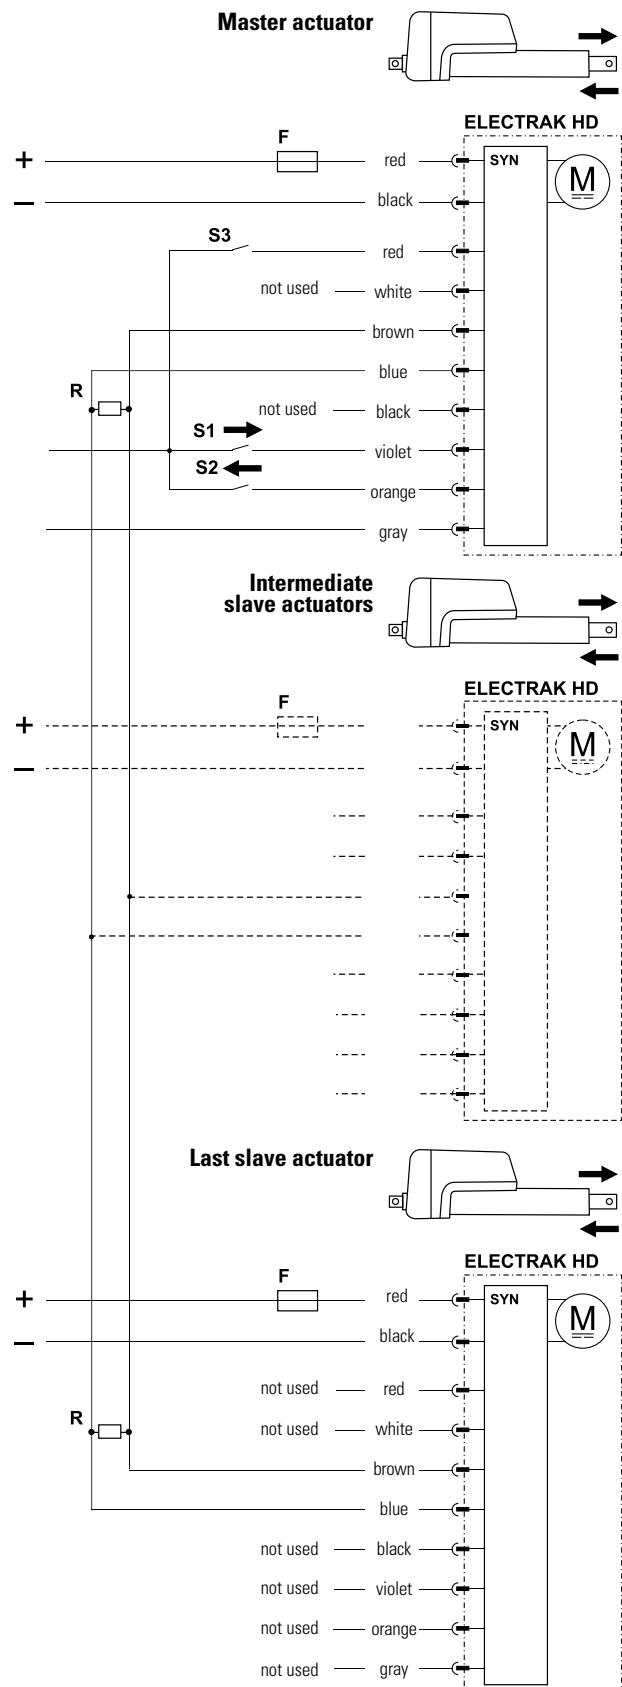 Master actuator
ELECTRAK HD
F
+ red SYN M
− black
S3
red
not used white
brown
blue
R
not used black
S1
violet
S2
orange
gray
Intermediate
slave actuators
ELECTRAK HD
F
+ SYN M
−
Last slave actuator
ELECTRAK HD
F
+ red SYN M
− black
not used red
not used white
R
brown
blue
not used black
not used violet
not used orange
not used gray